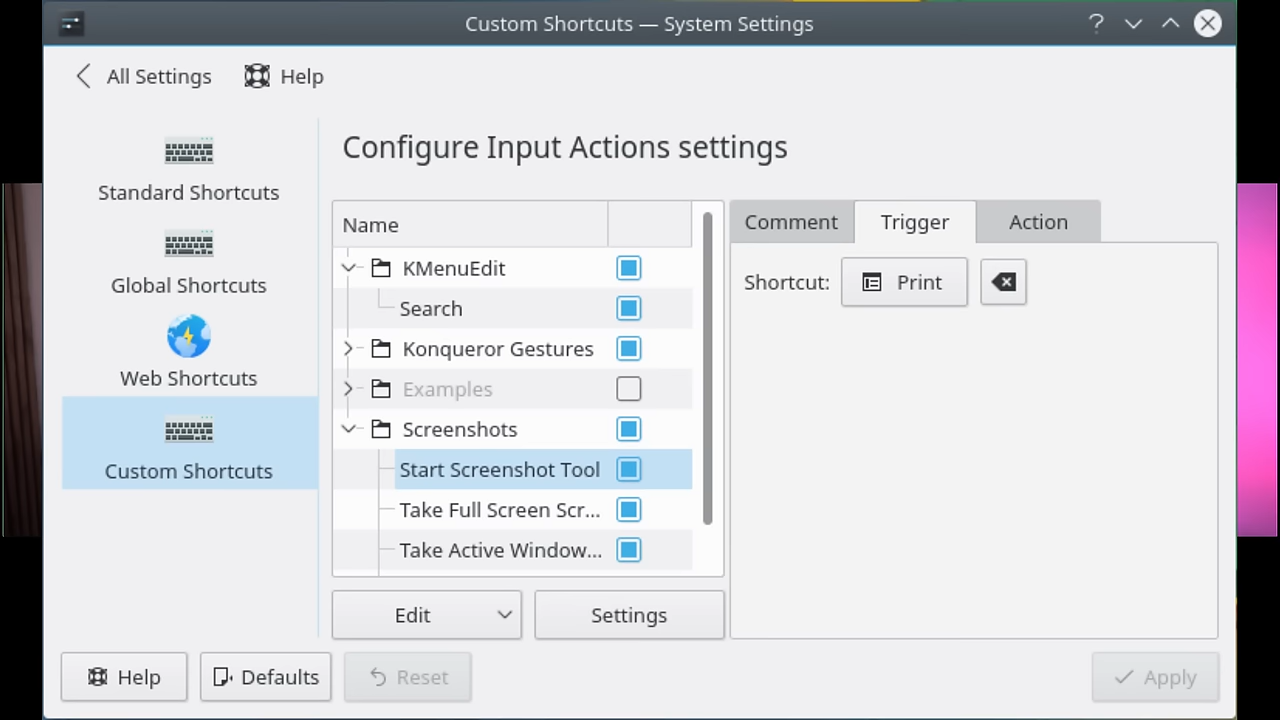 Custom Shortcuts — System Settings
All Settings Help
Standard Shortcuts
Global Shortcuts
Web Shortcuts
Custom Shortcuts
Configure Input Actions settings
Name
KMenuEdit
Search
Konqueror Gestures
Examples
Screenshots
Start Screenshot Tool
Take Full Screen Scr...
Take Active Window...
Edit Settings
Comment Trigger Action
Shortcut: Print
Help Defaults Reset Apply